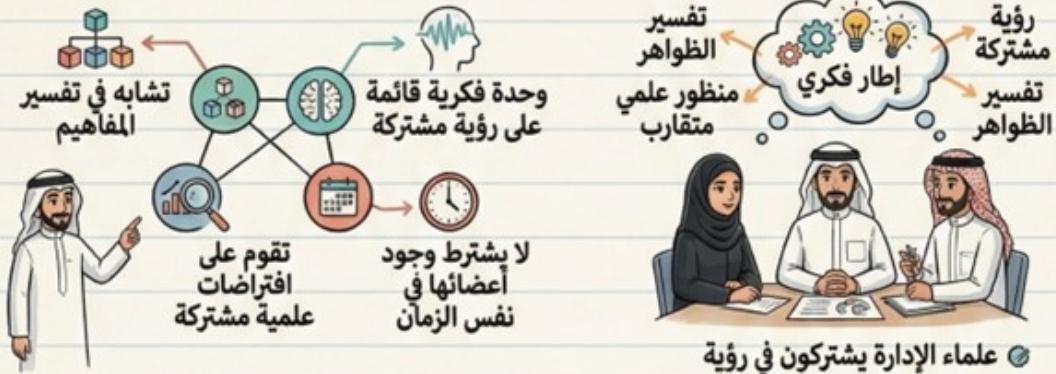 تفسير
الظواهر
رؤية
مشتركة
إطار فكري
منظور علمي
متقارب
تفسير
الظواهر
علماء الإدارة يشتركون في رؤية
وحدة فكرية قائمة
على رؤية مشتركة
تشابه في تفسير
المفاهيم
لا يشترط وجود
أعضائها في
نفس الزمان
تقوم على
افتراضات
علمية مشتركة